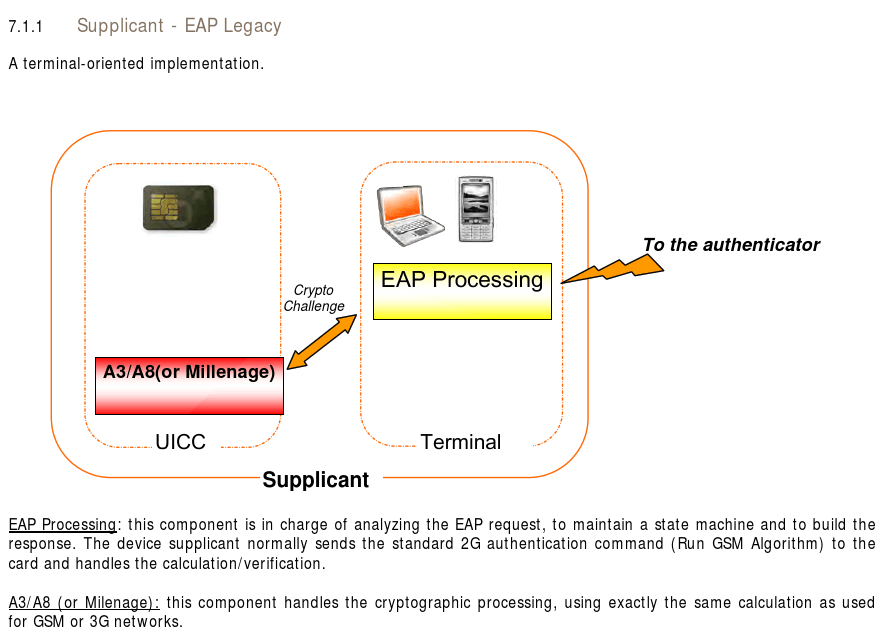 7.1.1 Supplicant - EAP Legacy
A terminal-oriented implementation.
To the authenticator
EAP Processing
Crypto
Challenge
A3/A8(or Millenage)
UICC
Terminal
Supplicant
EAP Processing: this component is in charge of analyzing the EAP request, to maintain a state machine and to build the
response. The device supplicant normally sends the standard 2G authentication command (Run GSM Algorithm) to the
card and handles the calculation/verification.
A3/A8 (or Milenage): this component handles the cryptographic processing, using exactly the same calculation as used
for GSM or 3G networks.